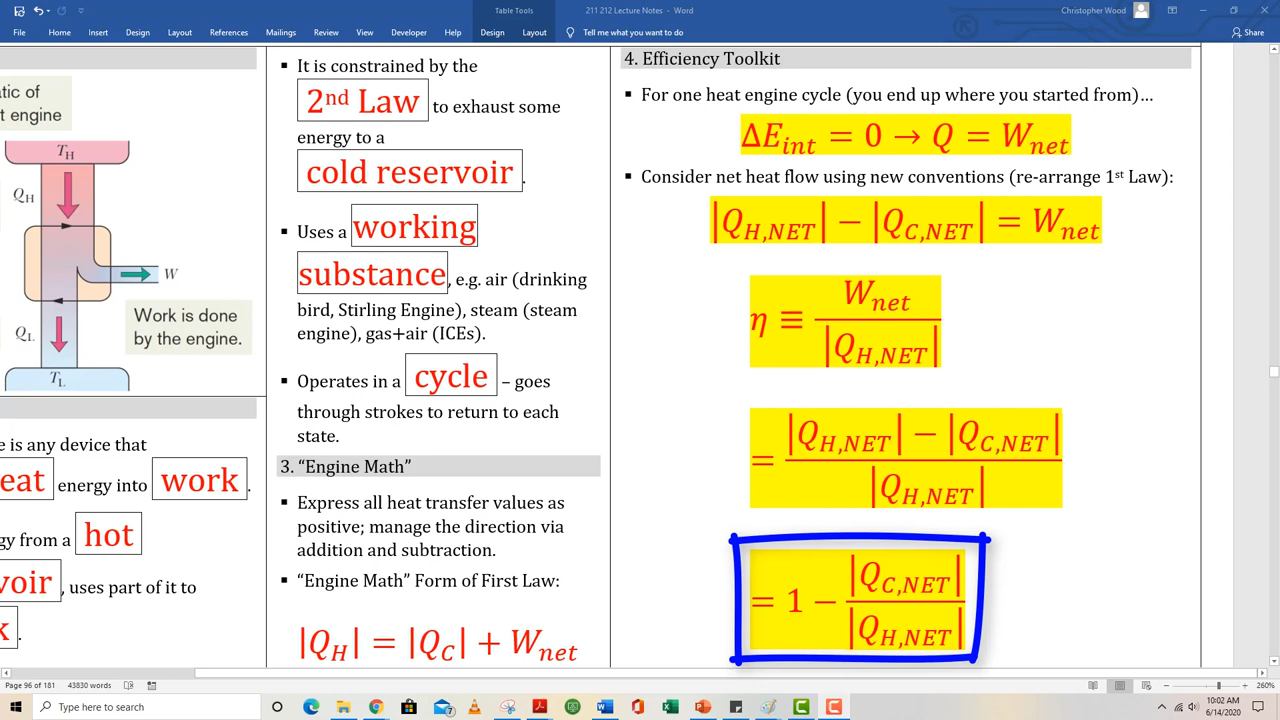 Table Tools
211 212 Lecture Notes - Word
Christopher Wood
File Home Insert Design Layout References Mailings Review View Developer Help Design Layout Tell me what you want to do Share
tic of
t engine
T_H
Q_H
W
Work is done
by the engine.
Q_L
T_L
e is any device that
eat energy into work.
gy from a hot
voir, uses part of it to
k.
▪ It is constrained by the
2nd Law to exhaust some
energy to a
cold reservoir.
▪ Uses a working
substance, e.g. air (drinking
bird, Stirling Engine), steam (steam
engine), gas+air (ICEs).
▪ Operates in a cycle – goes
through strokes to return to each
state.
3. “Engine Math”
▪ Express all heat transfer values as
positive; manage the direction via
addition and subtraction.
▪ “Engine Math” Form of First Law:
|Q_H| = |Q_C| + W_net
4. Efficiency Toolkit
▪ For one heat engine cycle (you end up where you started from)…
ΔE_int = 0 → Q = W_net
▪ Consider net heat flow using new conventions (re-arrange 1st Law):
|Q_H,NET| − |Q_C,NET| = W_net
η ≡ W_net / |Q_H,NET|
= |Q_H,NET| − |Q_C,NET| / |Q_H,NET|
= 1 − |Q_C,NET| / |Q_H,NET|
Page 96 of 181 43830 words 260%
Type here to search
10:02 AM
6/14/2020